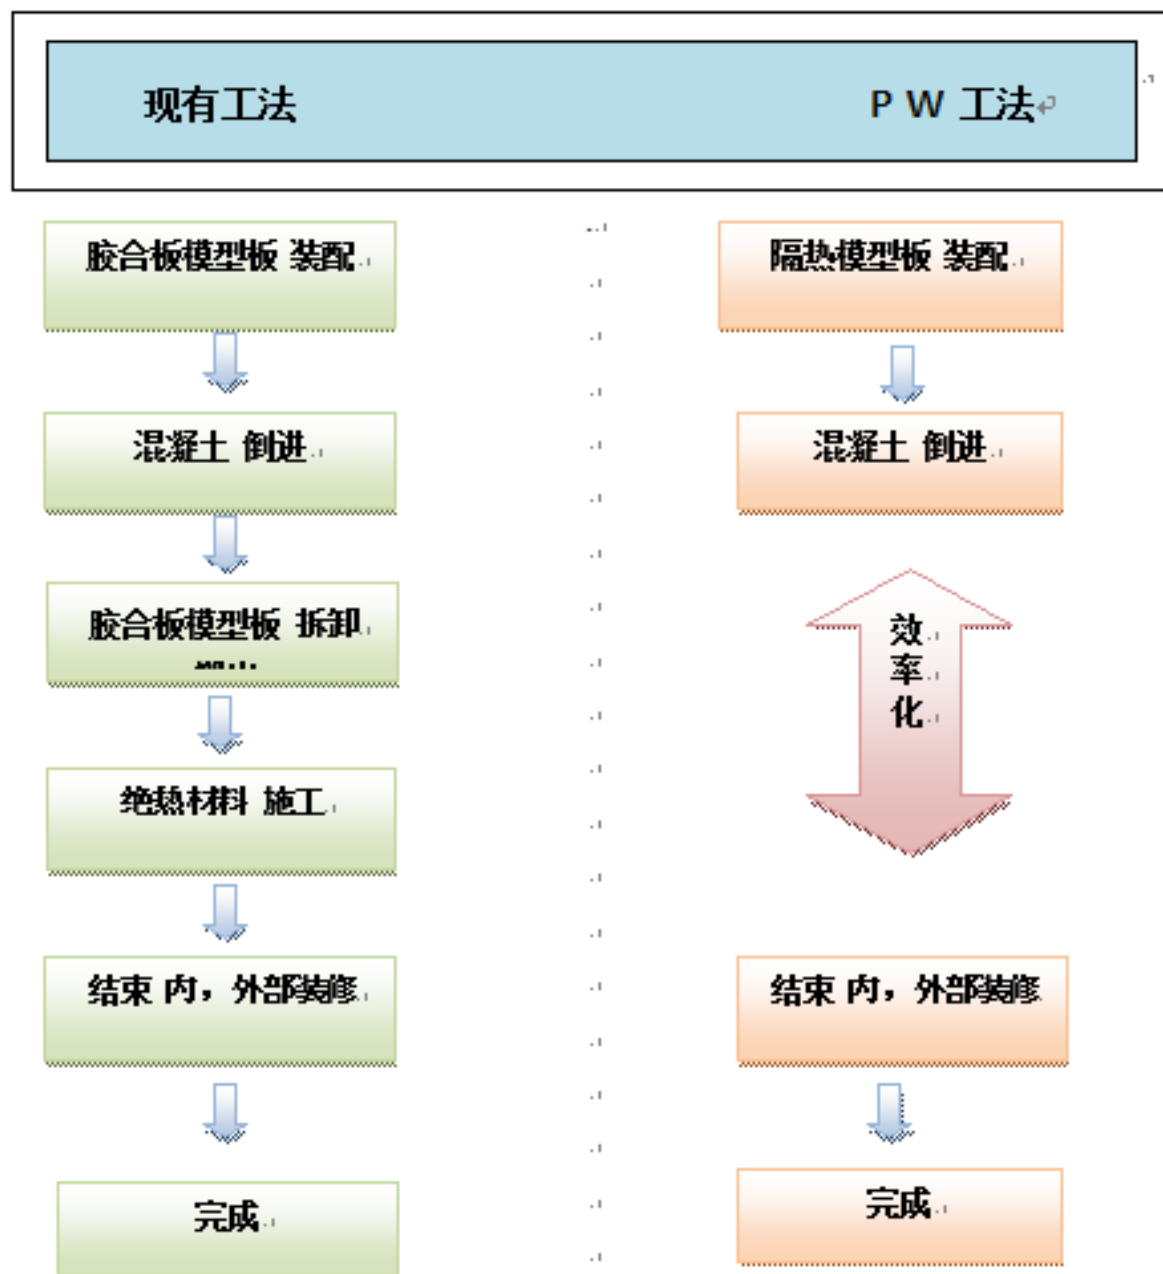 现有工法 P W 工法
胶合板模型板 装配
混凝土 倒进
胶合板模型板 拆卸
绝热材料 施工
结束 内，外部装修
完成
隔热模型板 装配
混凝土 倒进
效
率
化
结束 内，外部装修
完成